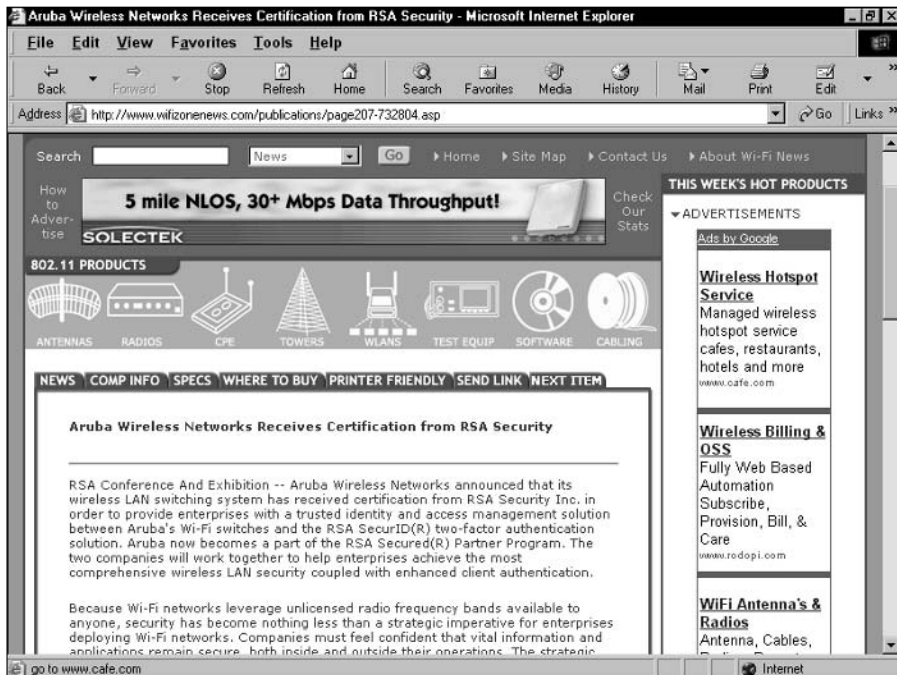 Aruba Wireless Networks Receives Certification from RSA Security - Microsoft Internet Explorer
File Edit View Favorites Tools Help
Back Forward Stop Refresh Home Search Favorites Media History Mail Print Edit
Address http://www.wifizonenews.com/publications/page207-732804.asp Go Links
Search News Go Home Site Map Contact Us About Wi-Fi News
How to Adver-tise
5 mile NLOS, 30+ Mbps Data Throughput!
SOLECTEK
Check Our Stats
802.11 PRODUCTS
ANTENNAS RADIOS CPE TOWERS WLANS TEST EQUIP SOFTWARE CABLING
NEWS COMP INFO SPECS WHERE TO BUY PRINTER FRIENDLY SEND LINK NEXT ITEM
Aruba Wireless Networks Receives Certification from RSA Security
RSA Conference And Exhibition -- Aruba Wireless Networks announced that its
wireless LAN switching system has received certification from RSA Security Inc. in
order to provide enterprises with a trusted identity and access management solution
between Aruba's Wi-Fi switches and the RSA SecurID(R) two-factor authentication
solution. Aruba now becomes a part of the RSA Secured(R) Partner Program. The
two companies will work together to help enterprises achieve the most
comprehensive wireless LAN security coupled with enhanced client authentication.
Because Wi-Fi networks leverage unlicensed radio frequency bands available to
anyone, security has become nothing less than a strategic imperative for enterprises
deploying Wi-Fi networks. Companies must feel confident that vital information and
applications remain secure, both inside and outside their operations. The strategic
THIS WEEK'S HOT PRODUCTS
ADVERTISEMENTS
Ads by Google
Wireless Hotspot
Service
Managed wireless
hotspot service
cafes, restaurants,
hotels and more
www.cafe.com
Wireless Billing &
OSS
Fully Web Based
Automation
Subscribe,
Provision, Bill, &
Care
www.rodopi.com
WiFi Antenna's &
Radios
Antenna, Cables,
go to www.cafe.com
Internet